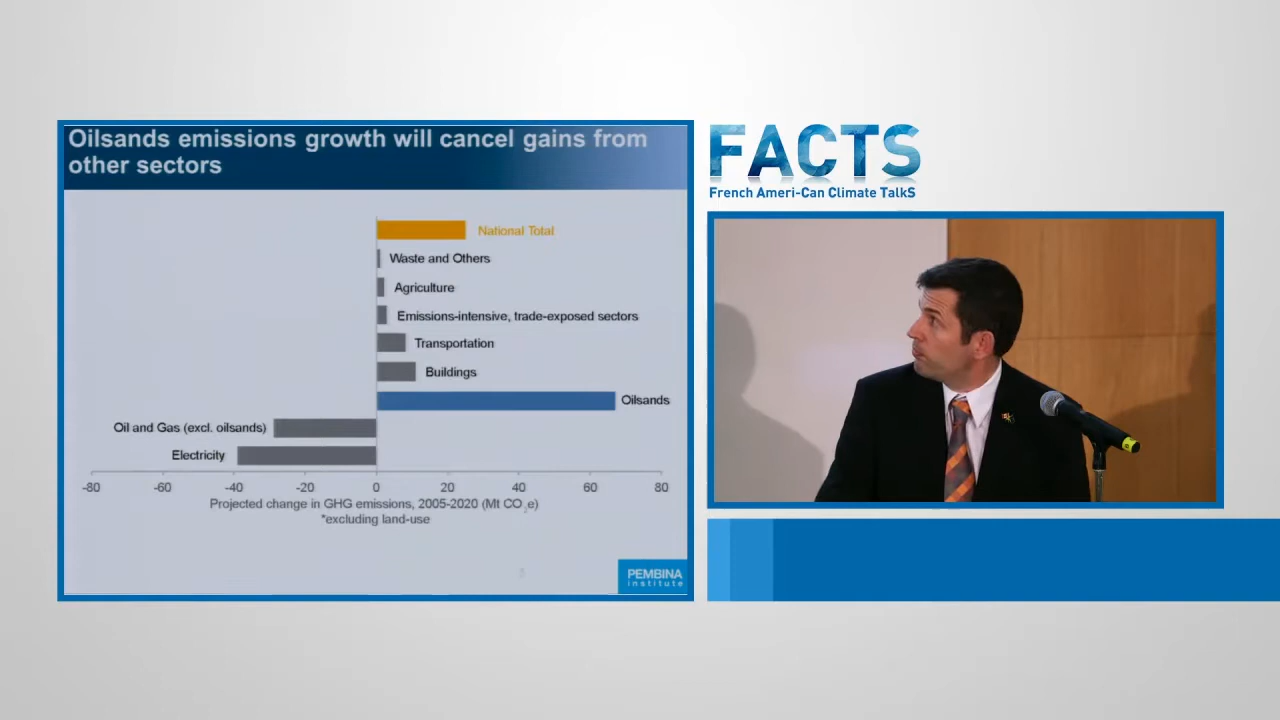 Oilsands emissions growth will cancel gains from
other sectors
National Total
Waste and Others
Agriculture
Emissions-intensive, trade-exposed sectors
Transportation
Buildings
Oilsands
Oil and Gas (excl. oilsands)
Electricity
-80 -60 -40 -20 0 20 40 60 80
Projected change in GHG emissions, 2005-2020 (Mt CO2e)
*excluding land-use
5
PEMBINA
institute
FACTS
French Ameri-Can Climate TalkS